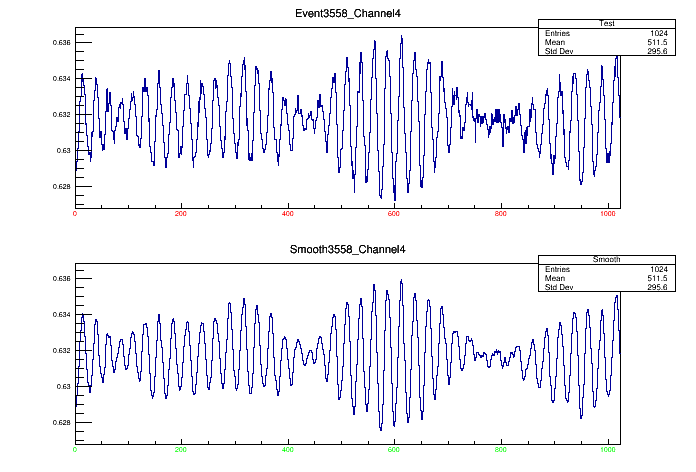 Event3558_Channel4
Test
Entries 1024
Mean 511.5
Std Dev 295.6
0.636
0.634
0.632
0.63
0.628
0 200 400 600 800 1000
Smooth3558_Channel4
Smooth
Entries 1024
Mean 511.5
Std Dev 295.6
0.636
0.634
0.632
0.63
0.628
0 200 400 600 800 1000